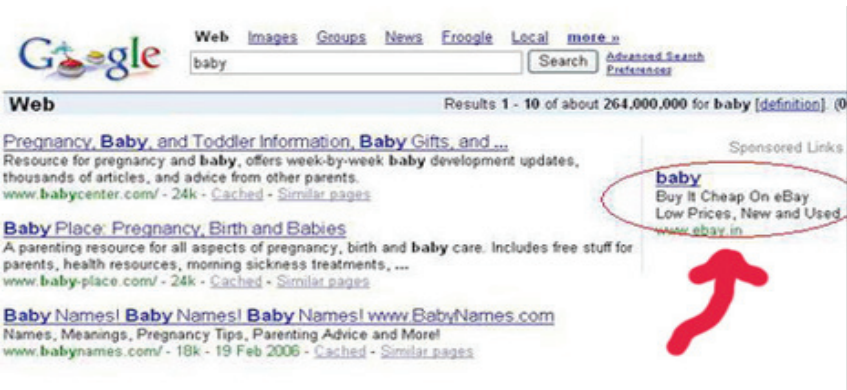 Google
Web Images Groups News Froogle Local more »
baby Search Advanced Search
Preferences
Web Results 1 - 10 of about 264,000,000 for baby [definition]. (0
Pregnancy, Baby, and Toddler Information, Baby Gifts, and ...
Resource for pregnancy and baby, offers week-by-week baby development updates,
thousands of articles, and advice from other parents.
www.babycenter.com/ - 24k - Cached - Similar pages
Baby Place: Pregnancy, Birth and Babies
A parenting resource for all aspects of pregnancy, birth and baby care. Includes free stuff for
parents, health resources, morning sickness treatments, ...
www.baby-place.com/ - 24k - Cached - Similar pages
Baby Names! Baby Names! Baby Names! www.BabyNames.com
Names, Meanings, Pregnancy Tips, Parenting Advice and More!
www.babynames.com/ - 18k - 19 Feb 2006 - Cached - Similar pages
Sponsored Links
baby
Buy It Cheap On eBay
Low Prices, New and Used
www.ebay.in